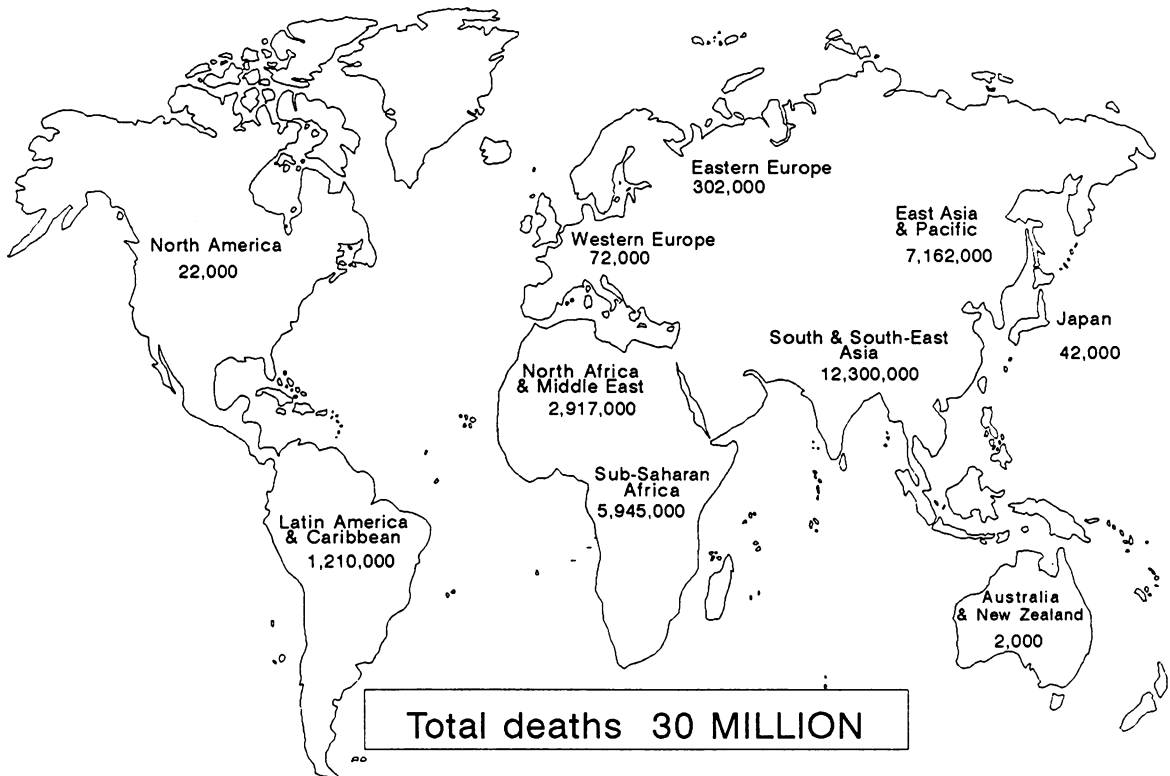 Eastern Europe
302,000
East Asia
& Pacific
7,162,000
North America
22,000
Western Europe
72,000
Japan
42,000
South & South-East
Asia
12,300,000
North Africa
& Middle East
2,917,000
Sub-Saharan
Africa
5,945,000
Latin America
& Caribbean
1,210,000
Australia
& New Zealand
2,000
Total deaths 30 MILLION